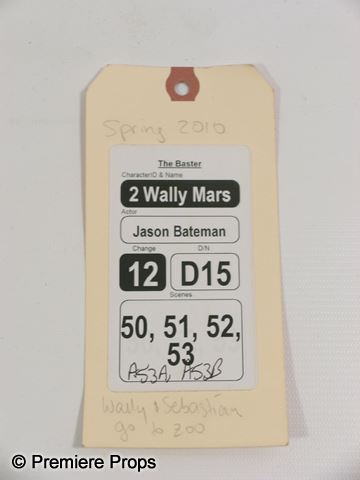 Spring 2010
The Baster
CharacterID & Name
2 Wally Mars
Actor
Jason Bateman
Change D/N
12 D15
Scenes
50, 51, 52,
53
A53A, A53B
Wally & Sebastian
go to zoo
© Premiere Props